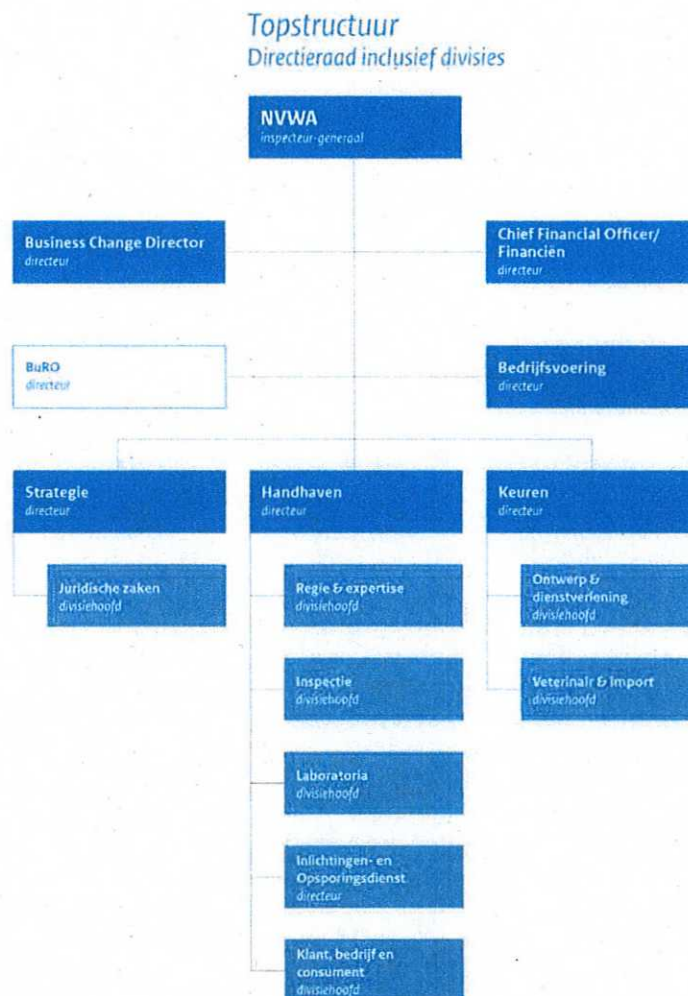 Topstructuur
Directieraad inclusief divisies
NVWA
inspecteur-generaal
Business Change Director
directeur
Chief Financial Officer/
Financiën
directeur
BuRO
directeur
Bedrijfsvoering
directeur
Strategie
directeur
Handhaven
directeur
Keuren
directeur
Juridische zaken
divisiehoofd
Regie & expertise
divisiehoofd
Ontwerp &
dienstverlening
divisiehoofd
Inspectie
divisiehoofd
Veterinair & import
divisiehoofd
Laboratoria
divisiehoofd
Inlichtingen- en
Opsporingsdienst
directeur
Klant, bedrijf en
consument
divisiehoofd